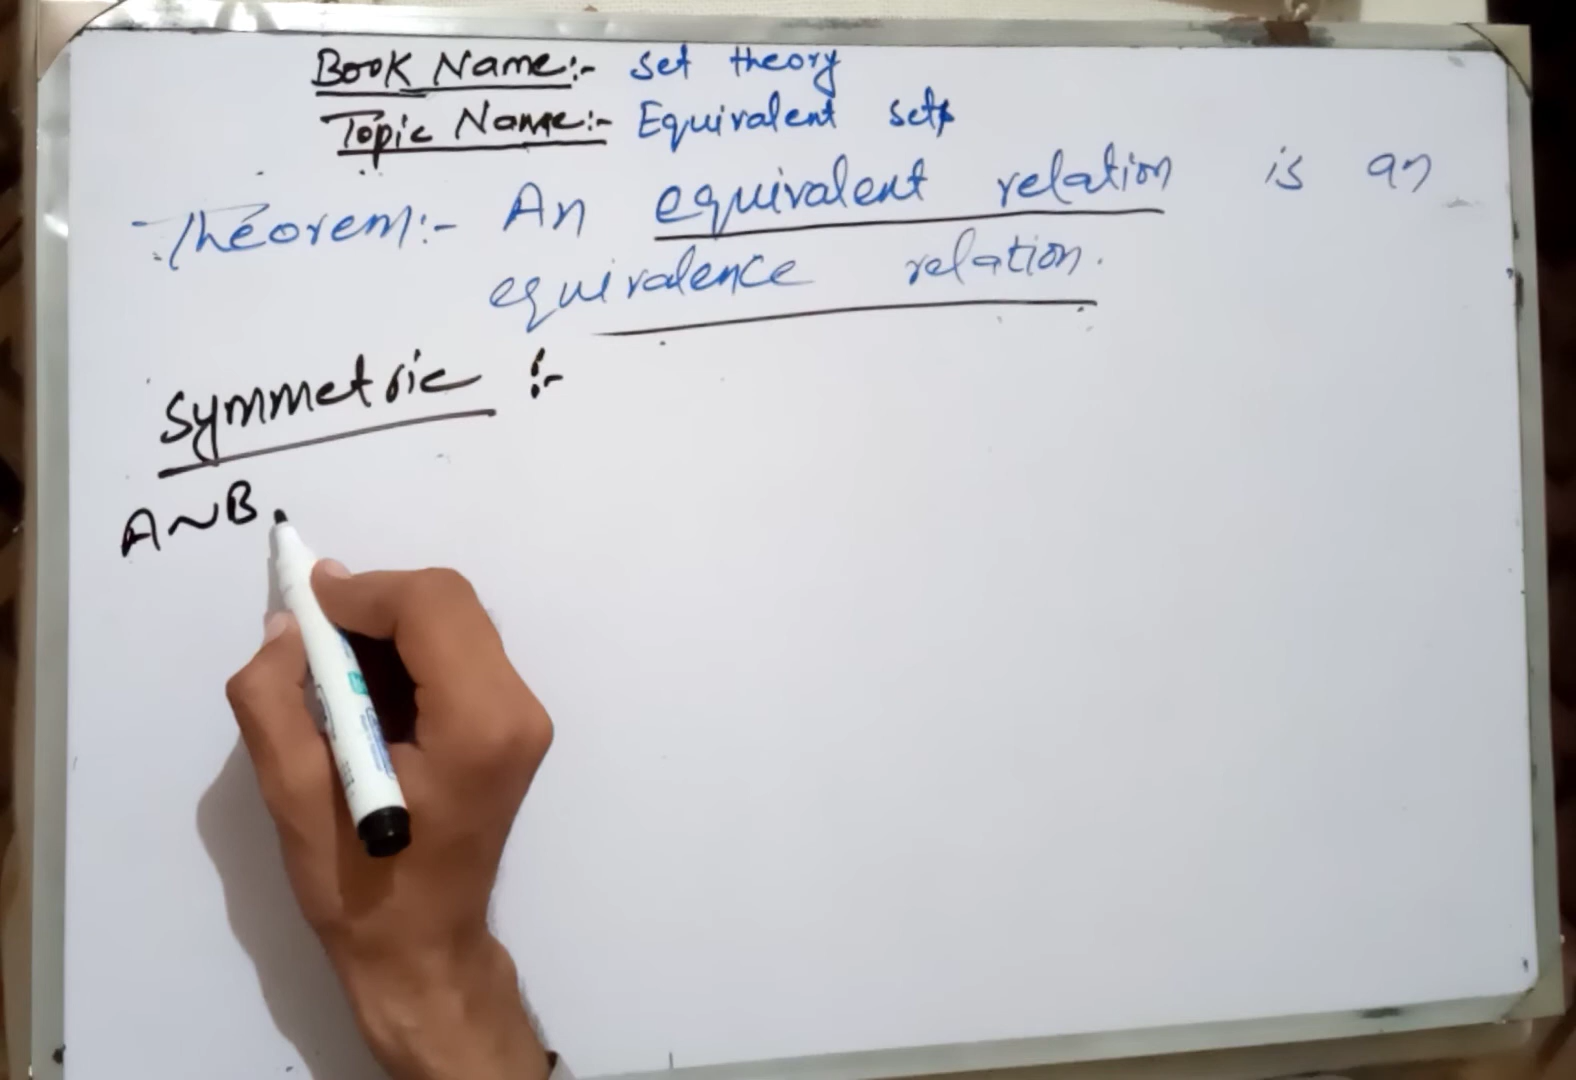 Book Name:- Set theory
Topic Name:- Equivalent sets
Theorem:- An equivalent relation is an
equivalence relation.
Symmetric :-
A~B